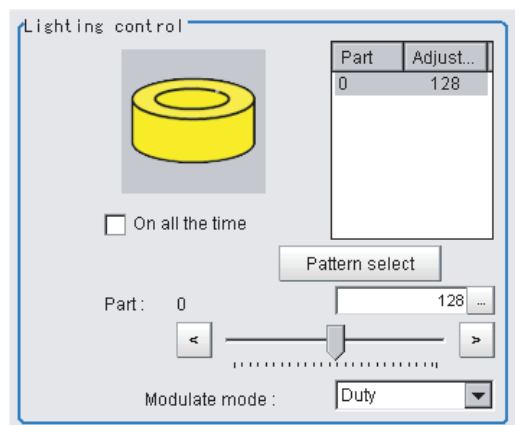 Lighting control
Part Adjust...
0 128
On all the time
Pattern select
Part : 0 128 ...
< >
Modulate mode : Duty